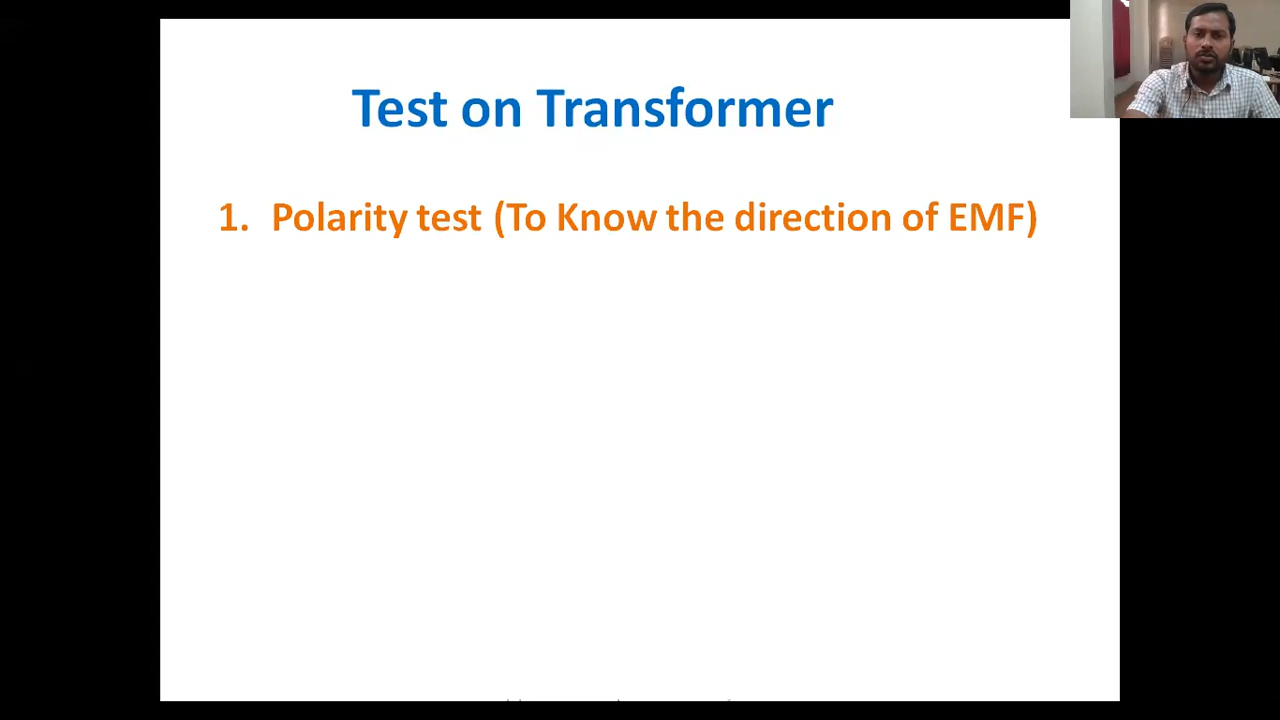 Test on Transformer
1. Polarity test (To Know the direction of EMF)